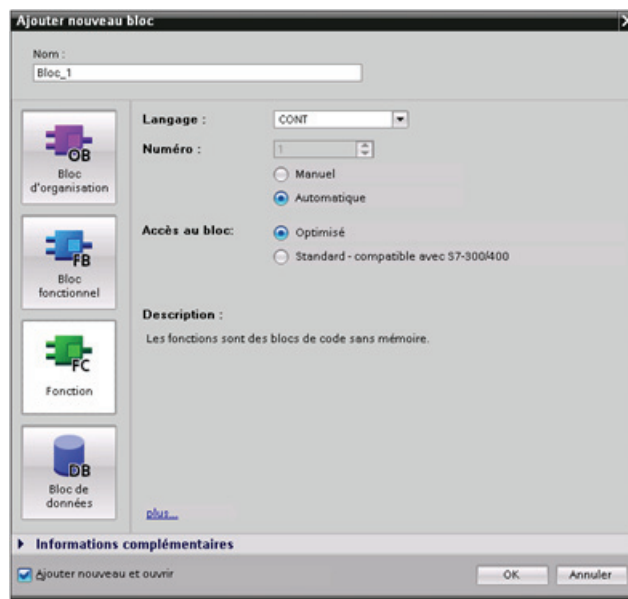 Ajouter nouveau bloc
Nom :
Bloc_1
OB
Bloc
d'organisation
FB
Bloc
fonctionnel
FC
Fonction
DB
Bloc de
données
Langage :
CONT
Numéro :
1
Manuel
Automatique
Accès au bloc:
Optimisé
Standard - compatible avec S7-300/400
Description :
Les fonctions sont des blocs de code sans mémoire.
plus...
Informations complémentaires
Ajouter nouveau et ouvrir
OK
Annuler